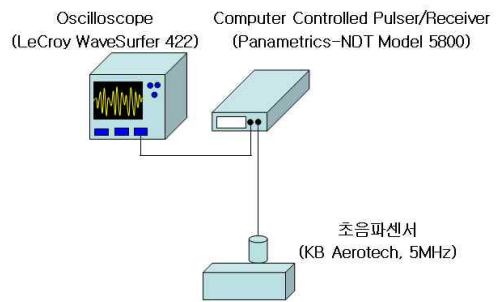 Oscilloscope
(LeCroy WaveSurfer 422)
Computer Controlled Pulser/Receiver
(Panametrics-NDT Model 5800)
초음파센서
(KB Aerotech, 5MHz)